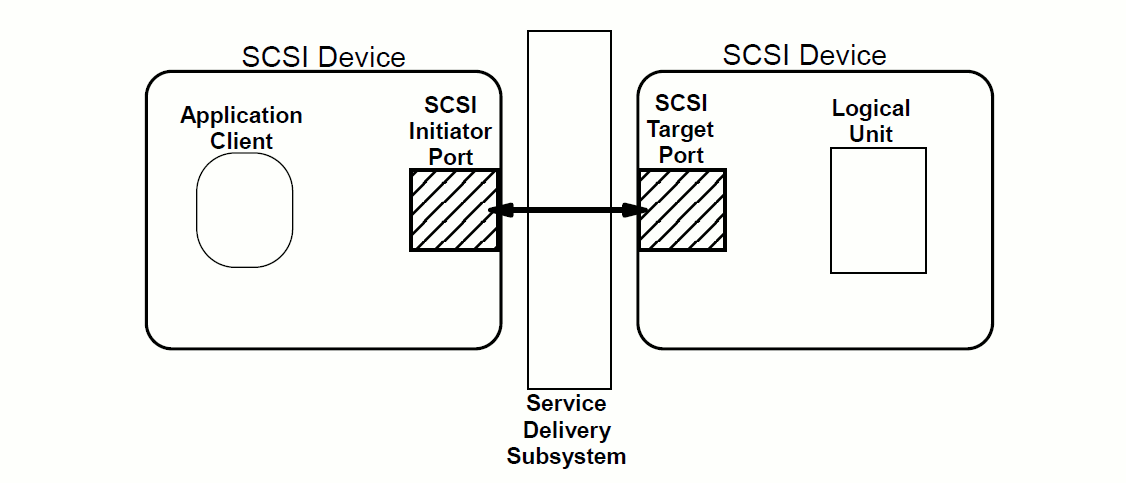 SCSI Device
Application
Client
SCSI
Initiator
Port
SCSI Device
SCSI
Target
Port
Logical
Unit
Service
Delivery
Subsystem